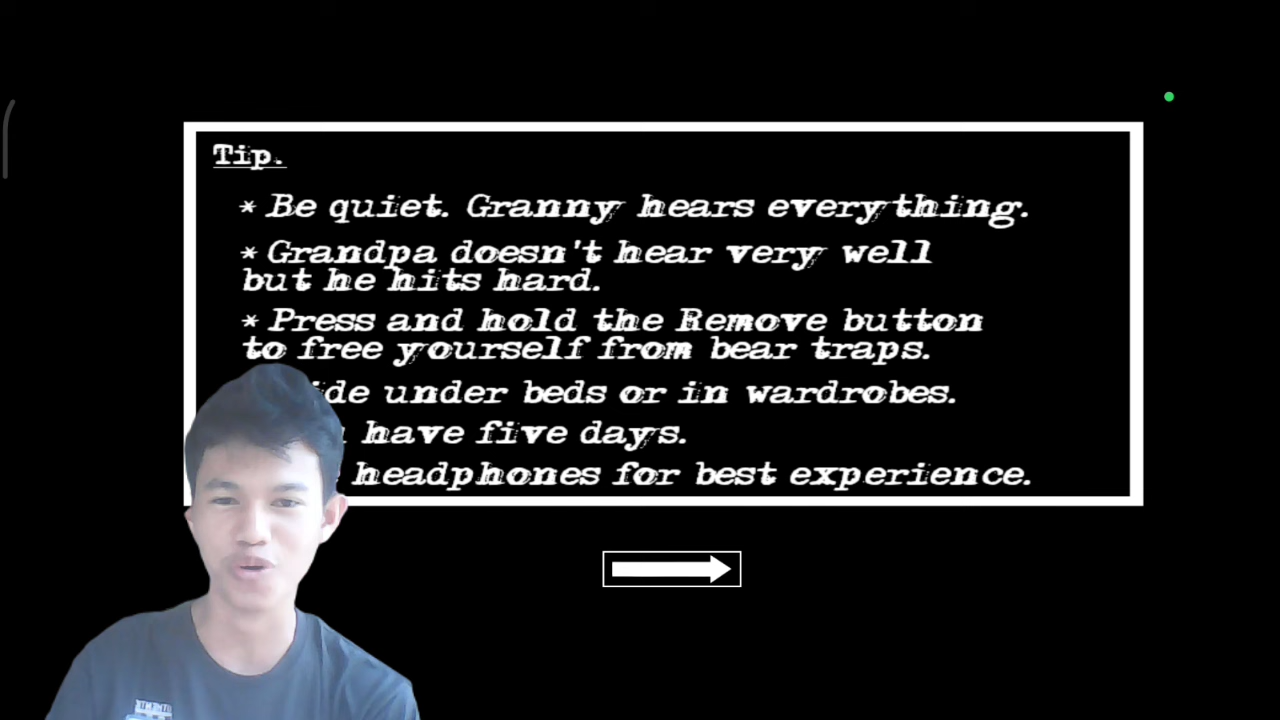 Tip.
* Be quiet. Granny hears everything.
* Grandpa doesn't hear very well
but he hits hard.
* Press and hold the Remove button
to free yourself from bear traps.
under beds or in wardrobes.
have five days.
headphones for best experience.